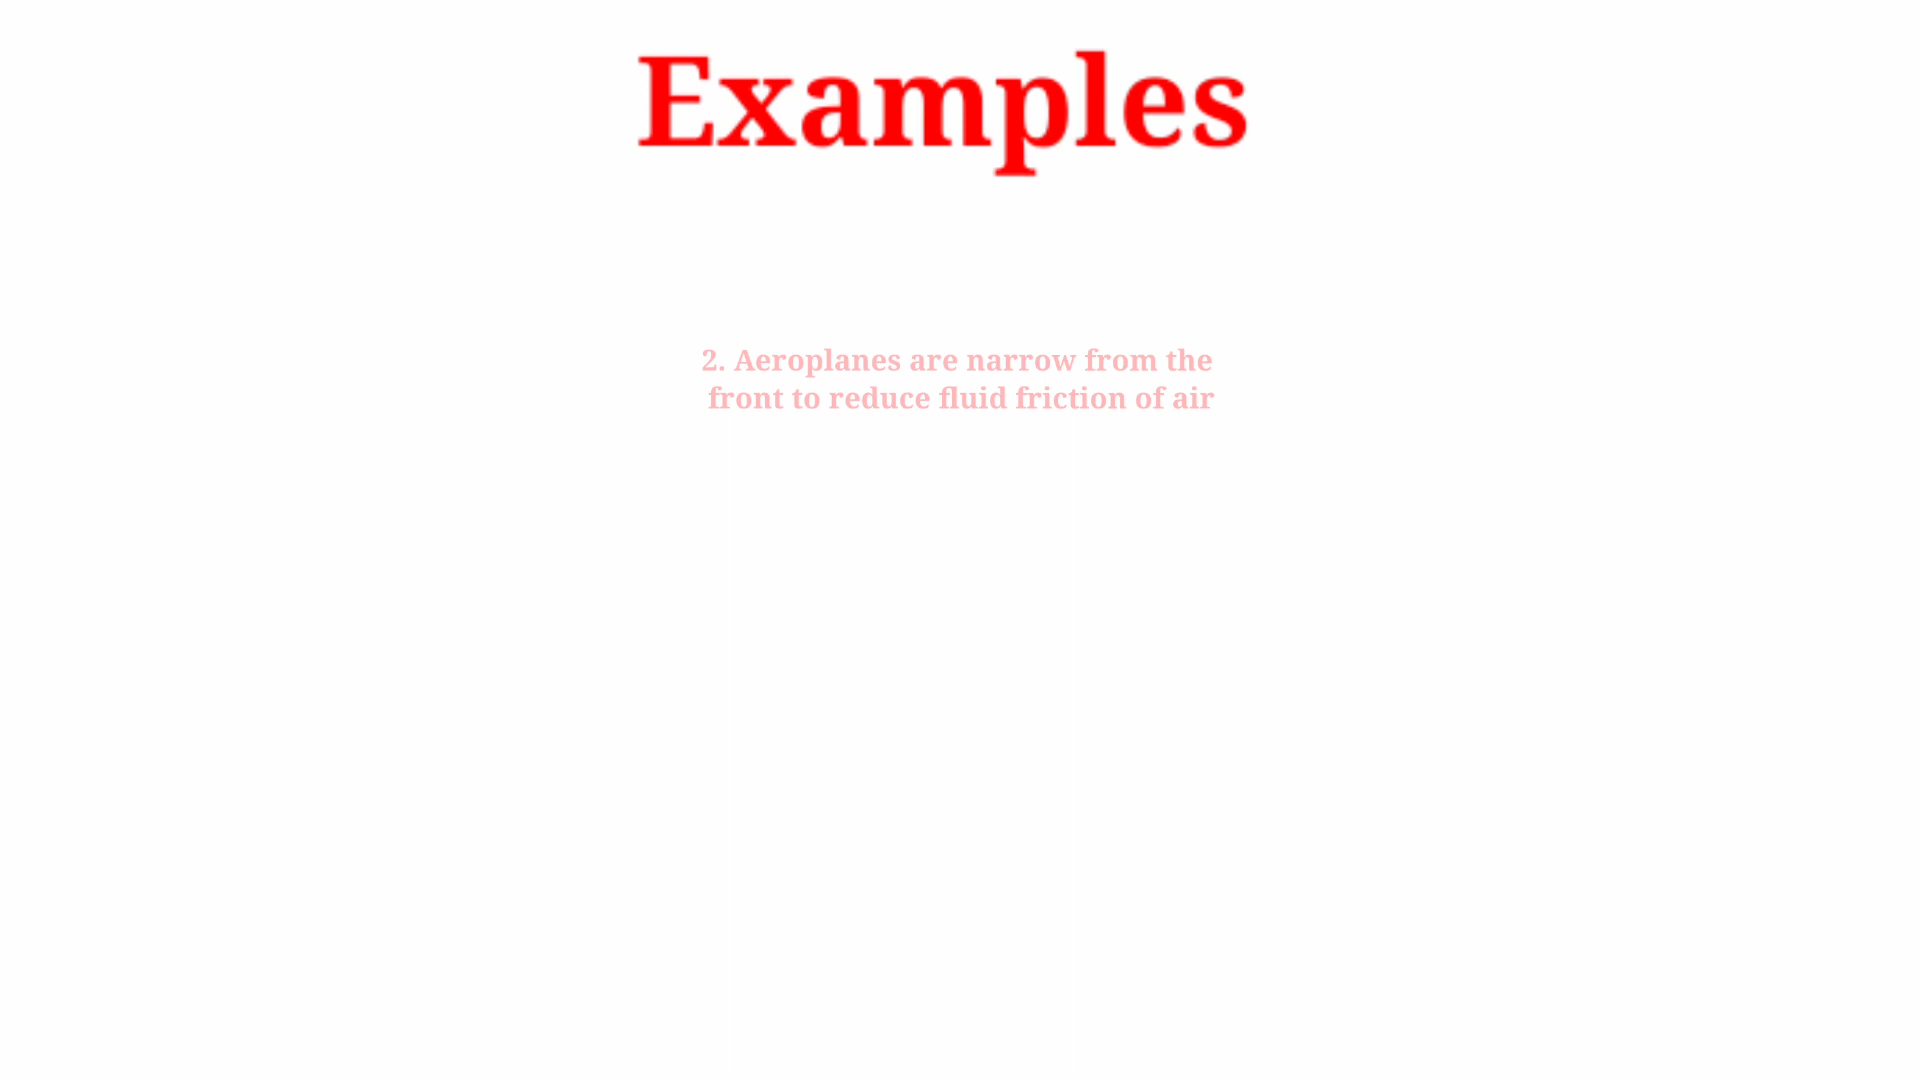 Examples
2. Aeroplanes are narrow from the
front to reduce fluid friction of air